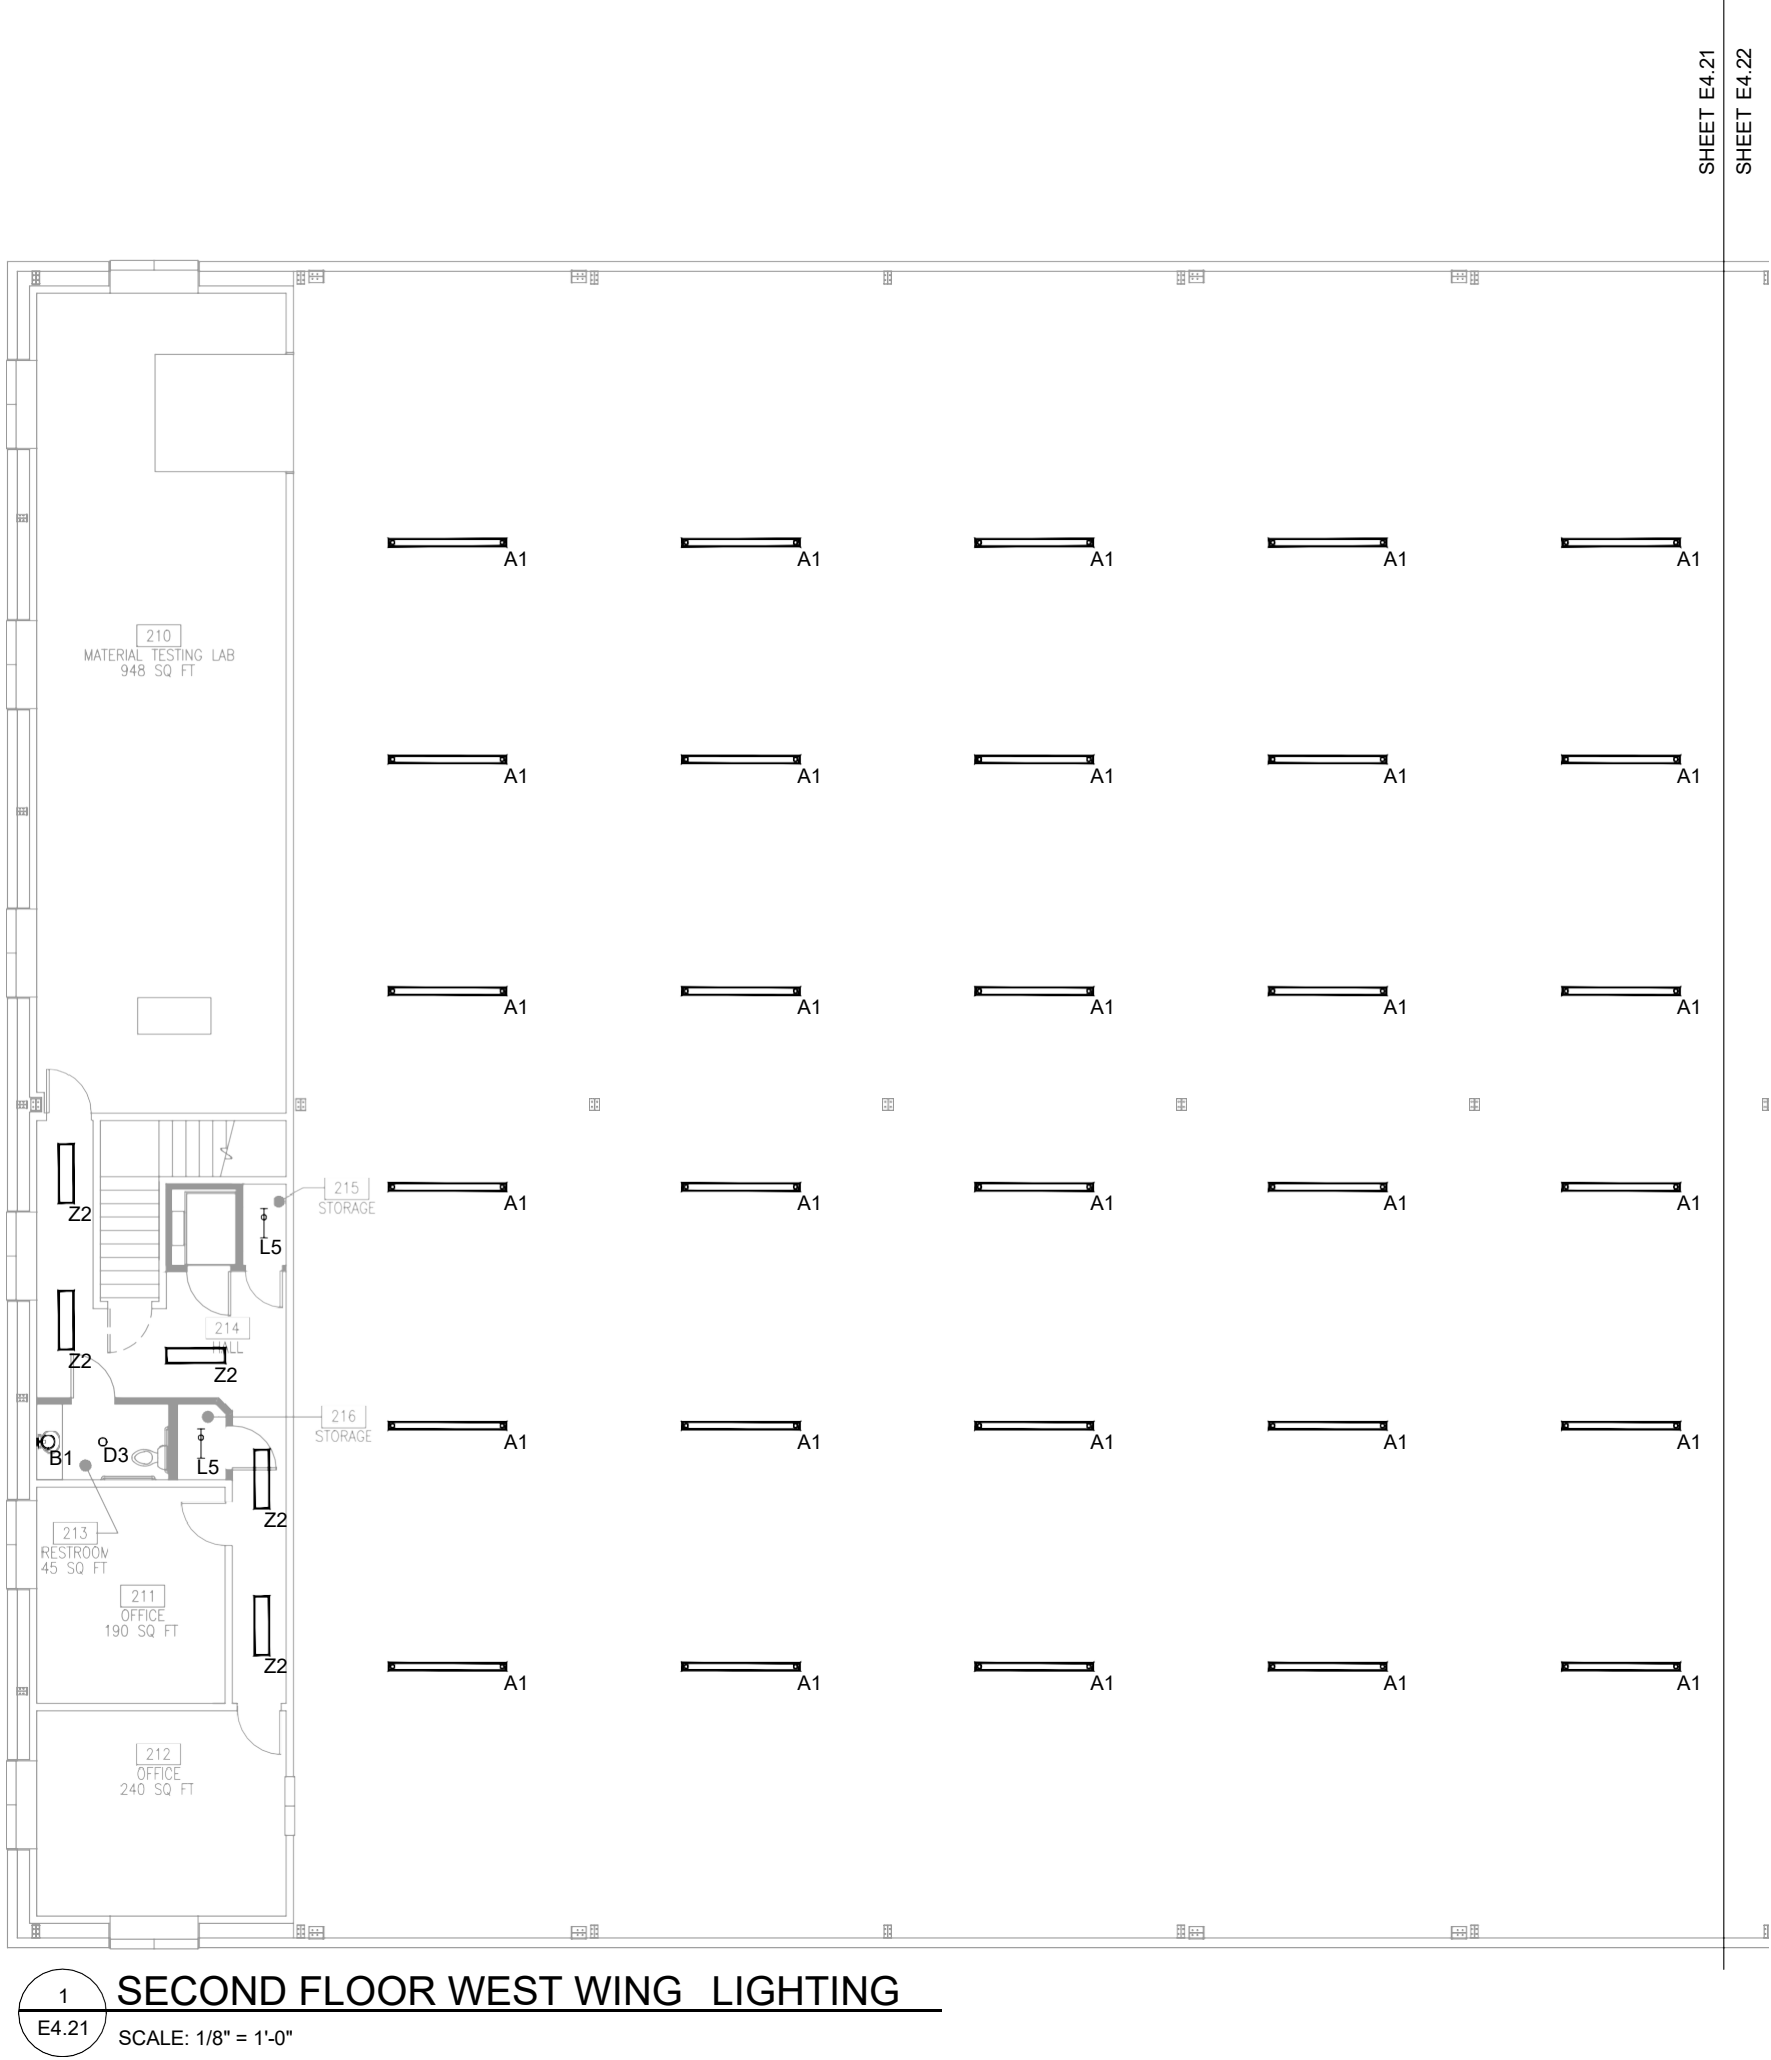 SHEET E4.21
SHEET E4.22
A1 A1 A1 A1 A1
210
MATERIAL TESTING LAB
948 SQ FT
A1 A1 A1 A1 A1
A1 A1 A1 A1 A1
215
STORAGE
A1 A1 A1 A1 A1
Z2
L5
214
HALL
Z2
Z2
216
STORAGE
A1 A1 A1 A1 A1
B1
D3
L5
Z2
213
RESTROOM
45 SQ FT
211
OFFICE
190 SQ FT
Z2
A1 A1 A1 A1 A1
212
OFFICE
240 SQ FT
1
E4.21
SECOND FLOOR WEST WING LIGHTING
SCALE: 1/8" = 1'-0"